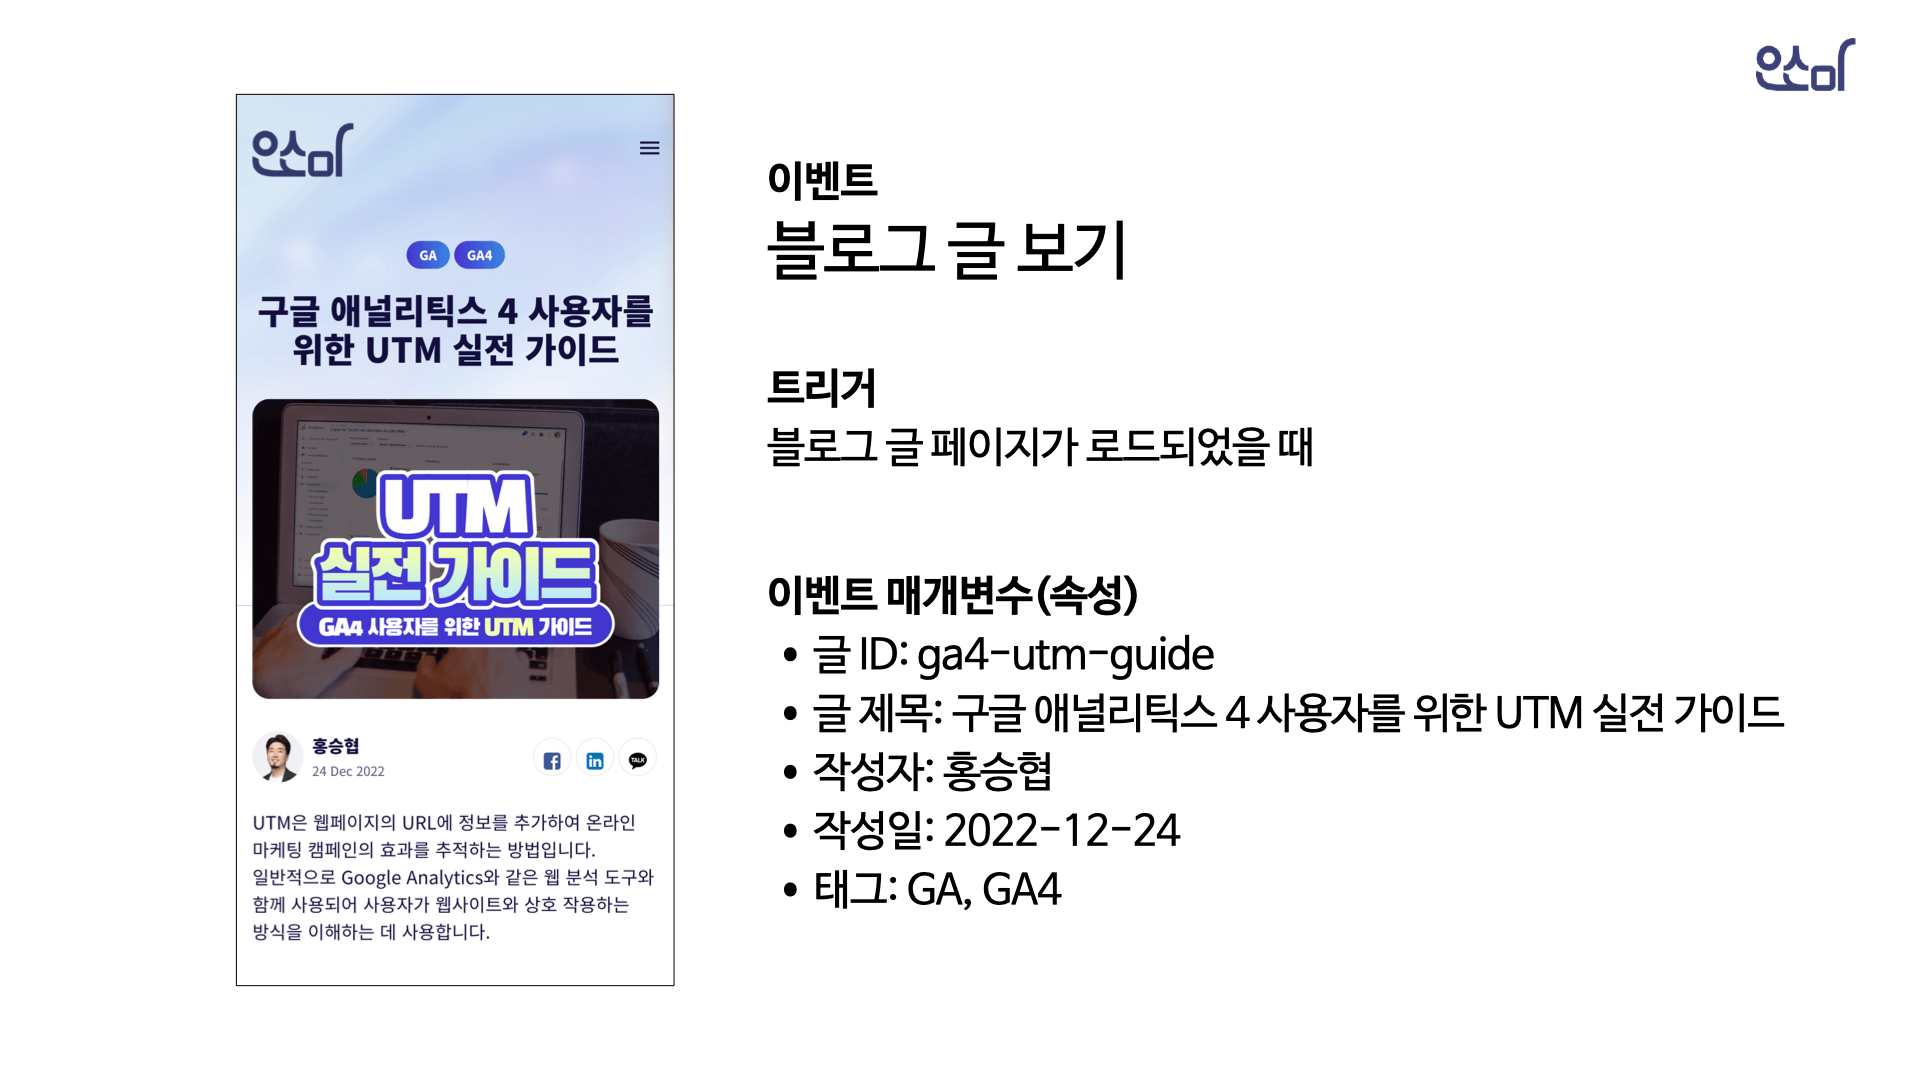 인소마
인소마
GA GA4
구글 애널리틱스 4 사용자를
위한 UTM 실전 가이드
UTM
실전 가이드
GA4 사용자를 위한 UTM 가이드
홍승협
24 Dec 2022
TALK
UTM은 웹페이지의 URL에 정보를 추가하여 온라인
마케팅 캠페인의 효과를 추적하는 방법입니다.
일반적으로 Google Analytics와 같은 웹 분석 도구와
함께 사용되어 사용자가 웹사이트와 상호 작용하는
방식을 이해하는 데 사용합니다.
이벤트
블로그 글 보기
트리거
블로그 글 페이지가 로드되었을 때
이벤트 매개변수(속성)
• 글 ID: ga4-utm-guide
• 글 제목: 구글 애널리틱스 4 사용자를 위한 UTM 실전 가이드
• 작성자: 홍승협
• 작성일: 2022-12-24
• 태그: GA, GA4